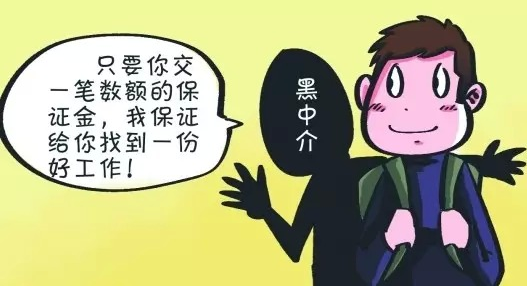 只要你交
一笔数额的保
证金，我保证
给你找到一份
好工作！
黑中介